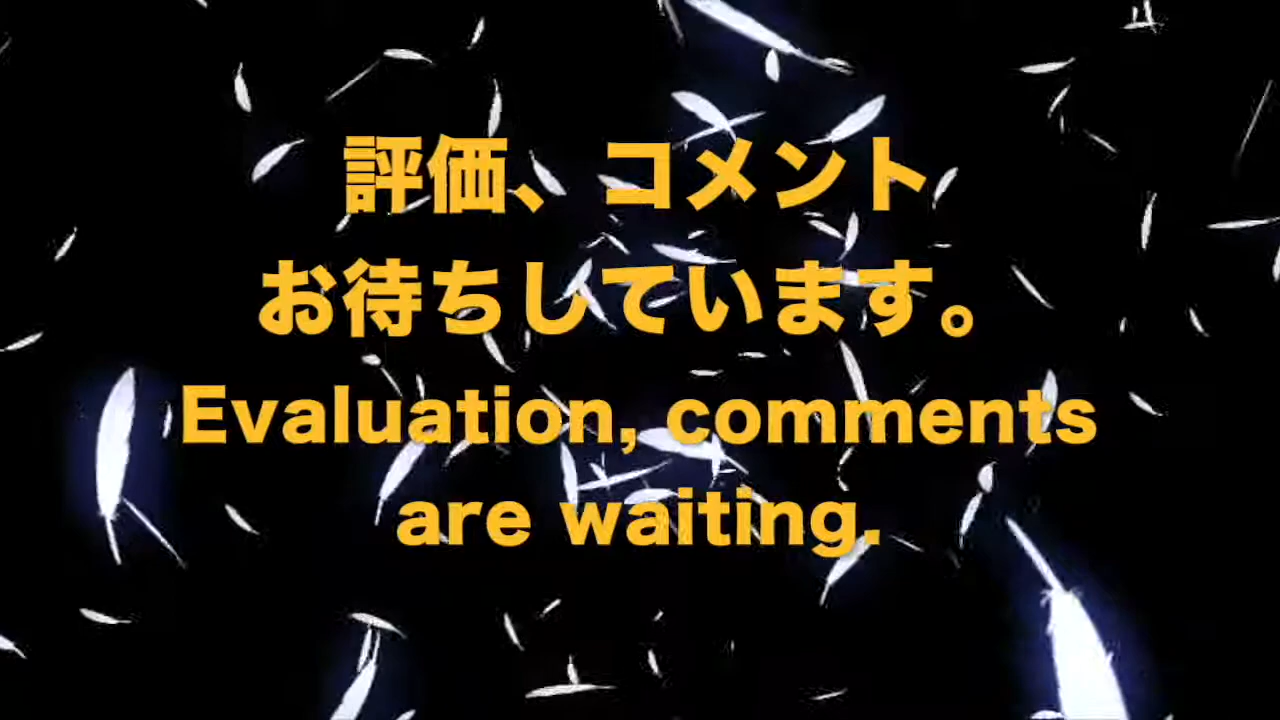 評価、コメント
お待ちしています。
Evaluation, comments
are waiting.